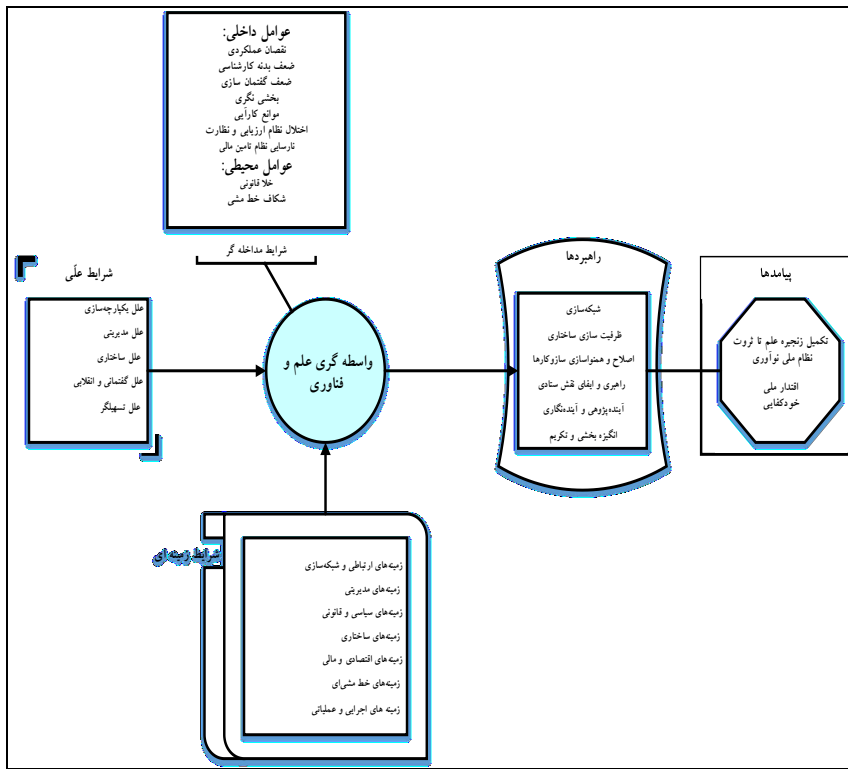 عوامل داخلی:
نقصان عملکردی
ضعف بدنه کارشناسی
ضعف گفتمان سازی
بخشی نگری
موانع کارآیی
اختلال نظام ارزیابی و نظارت
نارسایی نظام تامین مالی
عوامل محیطی:
خلا قانونی
شکاف خط مشی
شرایط مداخله گر
شرایط علّی
علل یکپارچه‌سازی
علل مدیریتی
علل ساختاری
علل گفتمانی و انقلابی
علل تسهیلگر
واسطه گری علم و
فناوری
راهبردها
شبکه‌سازی
ظرفیت سازی ساختاری
اصلاح و همنواسازی سازوکارها
راهبری و ایفای نقش ستادی
آینده‌پژوهی و آینده‌نگاری
انگیزه بخشی و تکریم
پیامدها
تکمیل زنجیره علم تا ثروت
نظام ملی نوآوری
اقتدار ملی
خودکفایی
شرایط زمینه ای
زمینه‌های ارتباطی و شبکه‌سازی
زمینه‌های مدیریتی
زمینه‌های سیاسی و قانونی
زمینه‌های ساختاری
زمینه‌های اقتصادی و مالی
زمینه‌های خط مشی‌ای
زمینه های اجرایی و عملیاتی